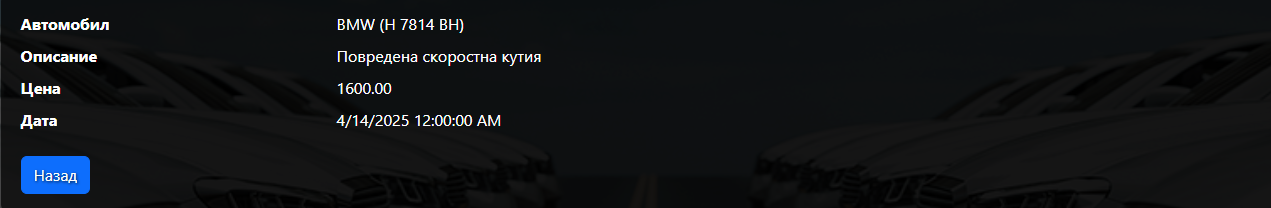 Автомобил BMW (H 7814 BH)
Описание Повредена скоростна кутия
Цена 1600.00
Дата 4/14/2025 12:00:00 AM
Назад